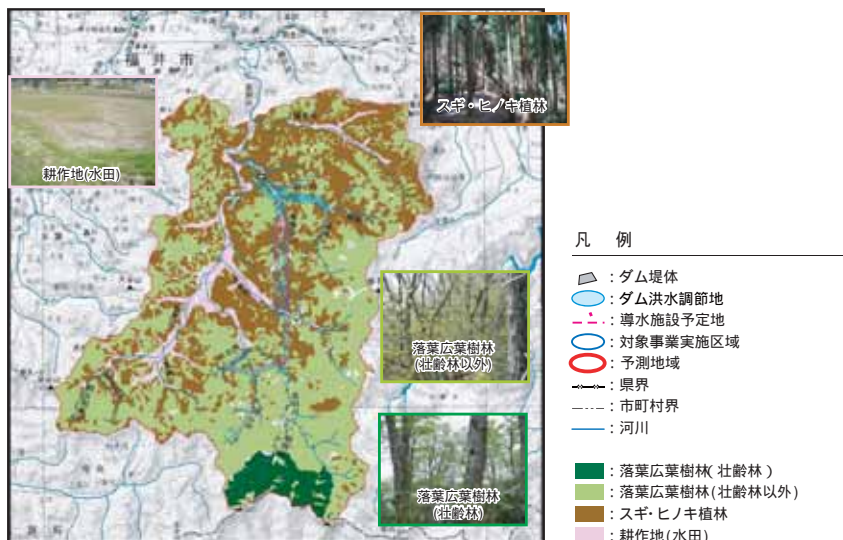 福井市
スギ・ヒノキ植林
耕作地(水田)
落葉広葉樹林
(壮齢林以外)
落葉広葉樹林
(壮齢林)
凡 例
：ダム堤体
：ダム洪水調節地
：導水施設予定地
：対象事業実施区域
：予測地域
：県界
：市町村界
：河川
：落葉広葉樹林(壮齢林)
：落葉広葉樹林(壮齢林以外)
：スギ・ヒノキ植林
：耕作地(水田)